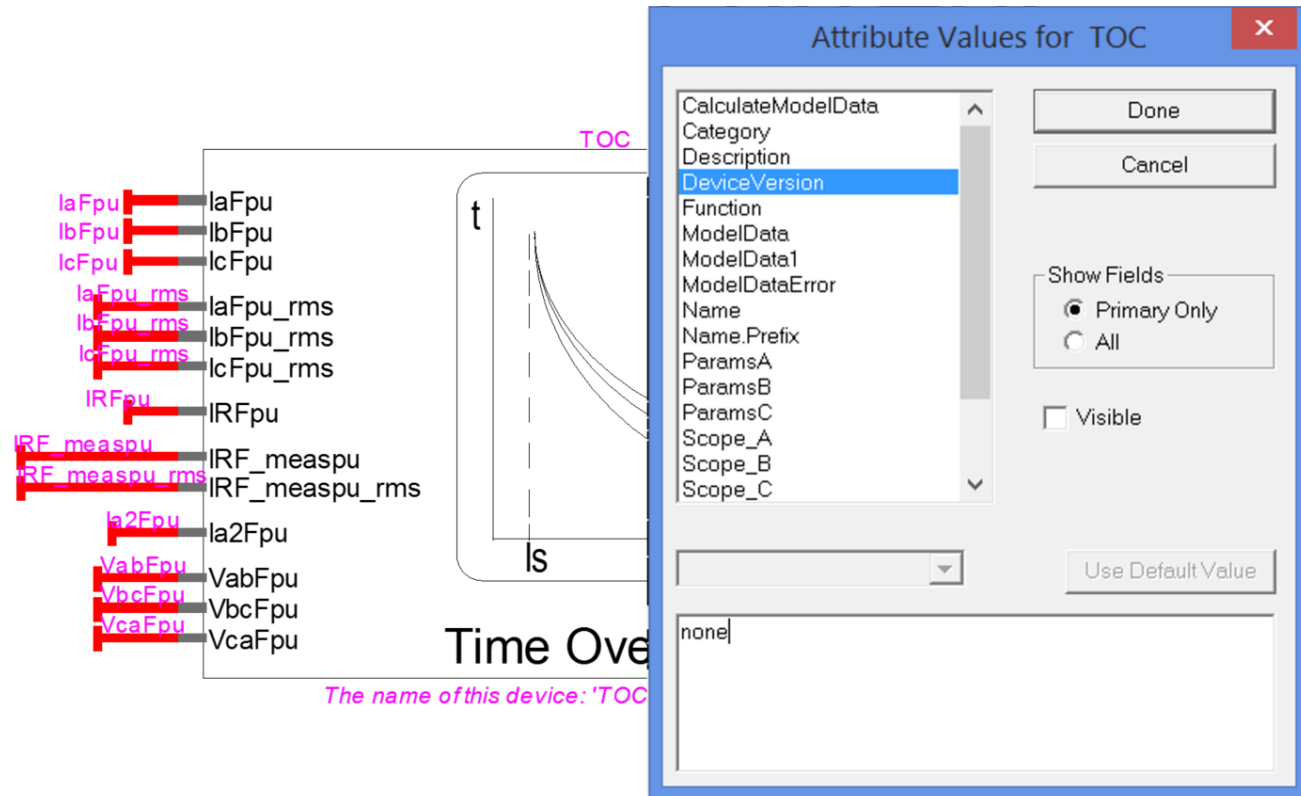 TOC
IaFpu
IbFpu
IcFpu
IaFpu_rms
IbFpu_rms
IcFpu_rms
IRFpu
IRF_measpu
IRF_measpu_rms
Ia2Fpu
VabFpu
VbcFpu
VcaFpu
IaFpu
IbFpu
IcFpu
IaFpu_rms
IbFpu_rms
IcFpu_rms
IRFpu
IRF_measpu
IRF_measpu_rms
Ia2Fpu
VabFpu
VbcFpu
VcaFpu
t
Is
Time Ove
The name of this device: 'TOC
Attribute Values for TOC
CalculateModelData
Category
Description
DeviceVersion
Function
ModelData
ModelData1
ModelDataError
Name
Name.Prefix
ParamsA
ParamsB
ParamsC
Scope_A
Scope_B
Scope_C
Done
Cancel
Show Fields
Primary Only
All
Visible
Use Default Value
none